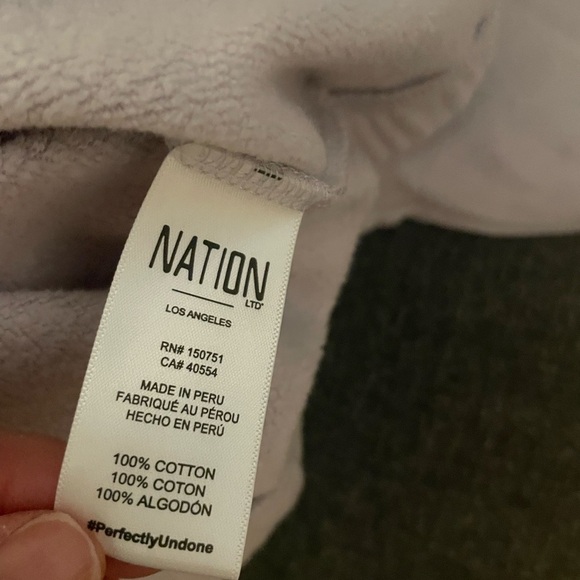 NATION
LTD*
LOS ANGELES
RN# 150751
CA# 40554
MADE IN PERU
FABRIQUÉ AU PÉROU
HECHO EN PERÚ
100% COTTON
100% COTON
100% ALGODÓN
#PerfectlyUndone